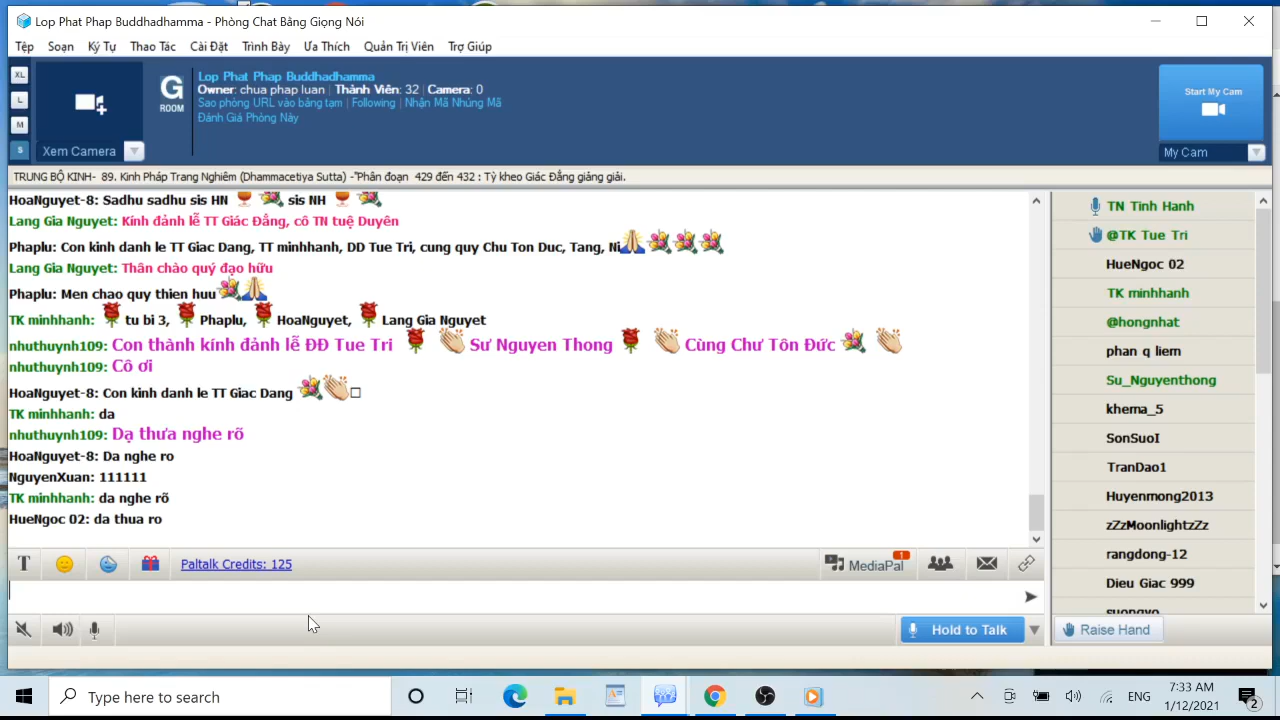 Lop Phat Phap Buddhadhamma - Phòng Chat Bằng Giọng Nói
Tệp Soạn Ký Tự Thao Tác Cài Đặt Trình Bày Ưa Thích Quản Trị Viên Trợ Giúp
XL
L
M
S
Xem Camera
G
ROOM
Lop Phat Phap Buddhadhamma
Owner: chua phap luan | Thành Viên: 32 | Camera: 0
Sao phòng URL vào bảng tạm | Following | Nhận Mã Nhúng Mã
Đánh Giá Phòng Này
Start My Cam
My Cam
TRUNG BỘ KINH- 89. Kinh Pháp Trang Nghiêm (Dhammacetiya Sutta) -"Phân đoạn 429 đến 432 : Tỳ kheo Giác Đẳng giảng giải.
HoaNguyet-8: Sadhu sadhu sis HN 🍷 💐 sis NH 🍷 💐
Lang Gia Nguyet: Kính đảnh lễ TT Giác Đẳng, cô TN tuệ Duyên
Phaplu: Con kinh danh le TT Giac Dang, TT minhhanh, DD Tue Tri, cung quy Chu Ton Duc, Tang, Ni🙏💐💐💐
Lang Gia Nguyet: Thân chào quý đạo hữu
Phaplu: Men chao quy thien huu💐🙏
TK minhhanh: 🌹 tu bi 3, 🌹 Phaplu, 🌹 HoaNguyet, 🌹 Lang Gia Nguyet
nhuthuynh109: Con thành kính đảnh lễ ĐĐ Tue Tri 🌹 👏 Sư Nguyen Thong 🌹 👏 Cùng Chư Tôn Đức 💐 👏
nhuthuynh109: Cô ơi
HoaNguyet-8: Con kinh danh le TT Giac Dang 💐👏□
TK minhhanh: da
nhuthuynh109: Dạ thưa nghe rõ
HoaNguyet-8: Da nghe ro
NguyenXuan: 111111
TK minhhanh: da nghe rõ
HueNgoc 02: da thua ro
TN Tinh Hanh
@TK Tue Tri
HueNgoc 02
TK minhhanh
@hongnhat
phan q liem
Su_Nguyenthong
khema_5
SonSuoI
TranDao1
Huyenmong2013
zZzMoonlightzZz
rangdong-12
Dieu Giac 999
T Paltalk Credits: 125 MediaPal 1
Hold to Talk
Raise Hand
Type here to search
ENG
7:33 AM
1/12/2021
2